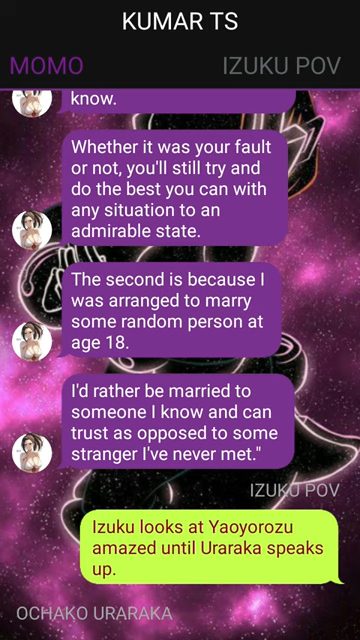 KUMAR TS
MOMO
IZUKU POV
know.
Whether it was your fault
or not, you'll still try and
do the best you can with
any situation to an
admirable state.
The second is because I
was arranged to marry
some random person at
age 18.
I'd rather be married to
someone I know and can
trust as opposed to some
stranger I've never met."
IZUKU POV
Izuku looks at Yaoyorozu
amazed until Uraraka speaks
up.
OCHAKO URARAKA